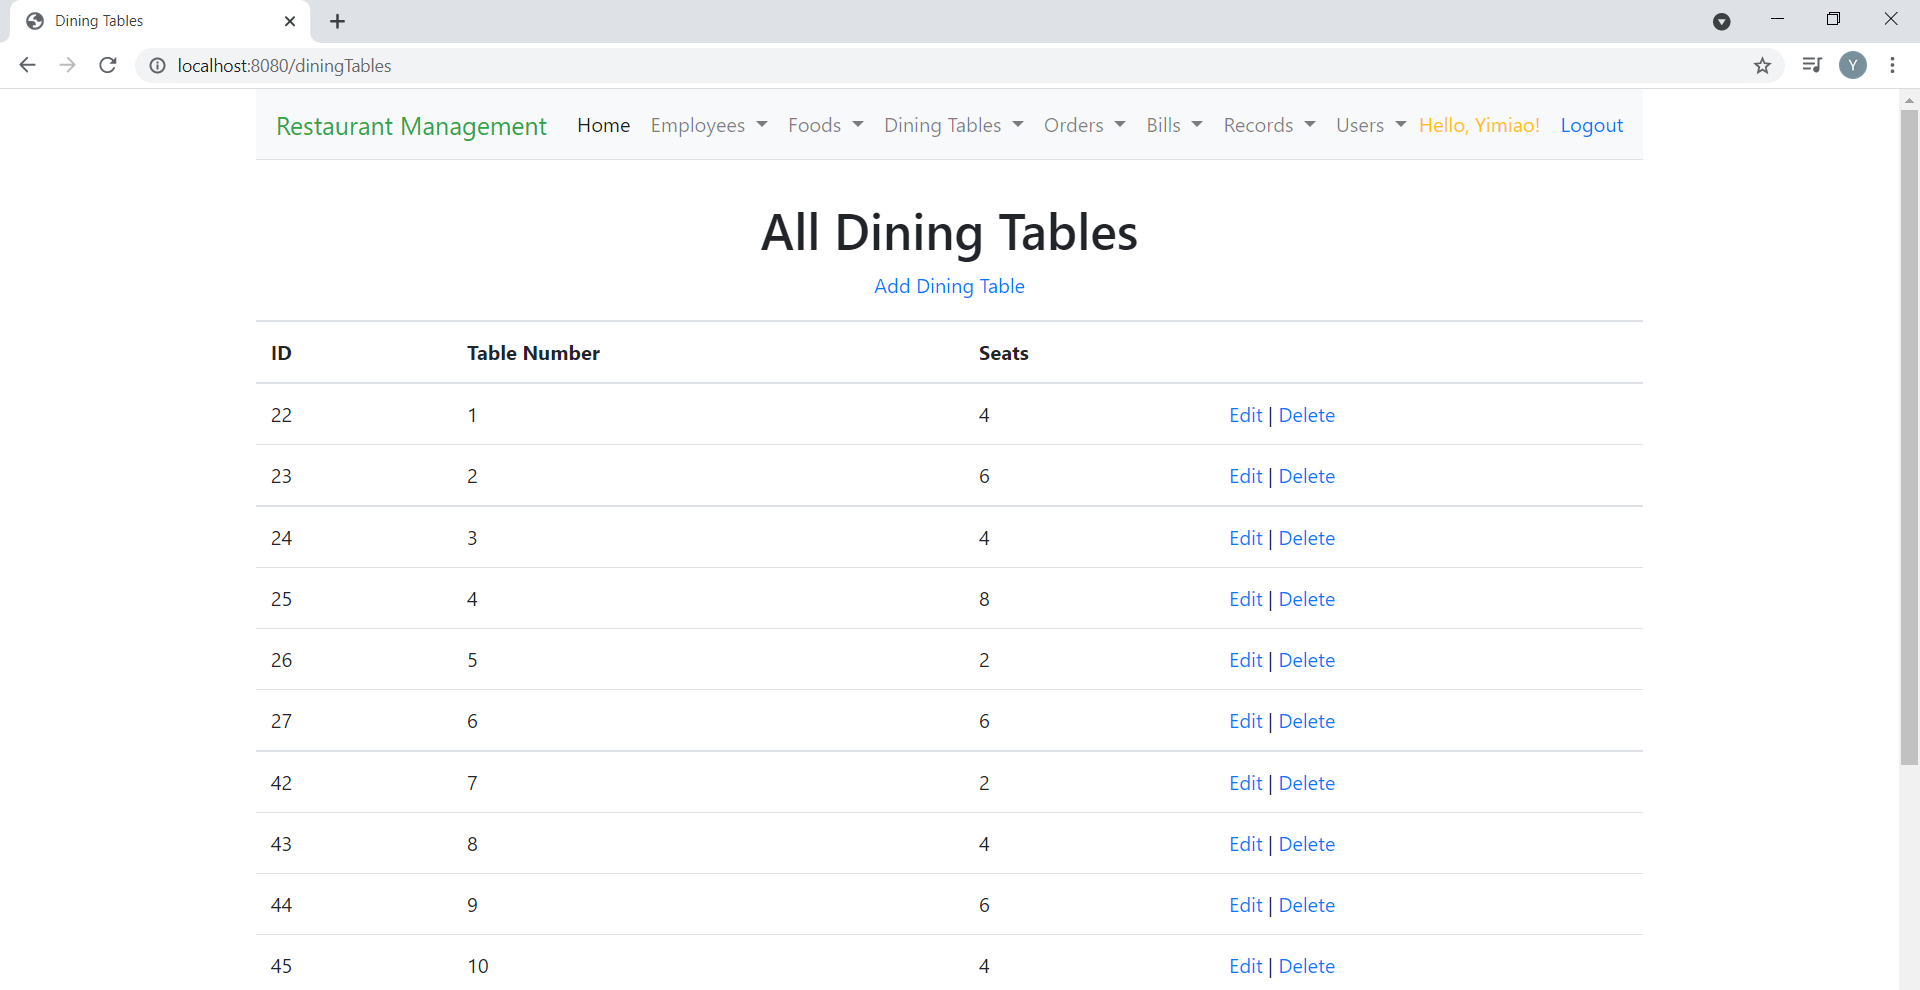 Dining Tables
localhost:8080/diningTables
Y
Restaurant Management Home Employees Foods Dining Tables Orders Bills Records Users Hello, Yimiao! Logout
All Dining Tables
Add Dining Table
ID Table Number Seats
22 1 4 Edit | Delete
23 2 6 Edit | Delete
24 3 4 Edit | Delete
25 4 8 Edit | Delete
26 5 2 Edit | Delete
27 6 6 Edit | Delete
42 7 2 Edit | Delete
43 8 4 Edit | Delete
44 9 6 Edit | Delete
45 10 4 Edit | Delete